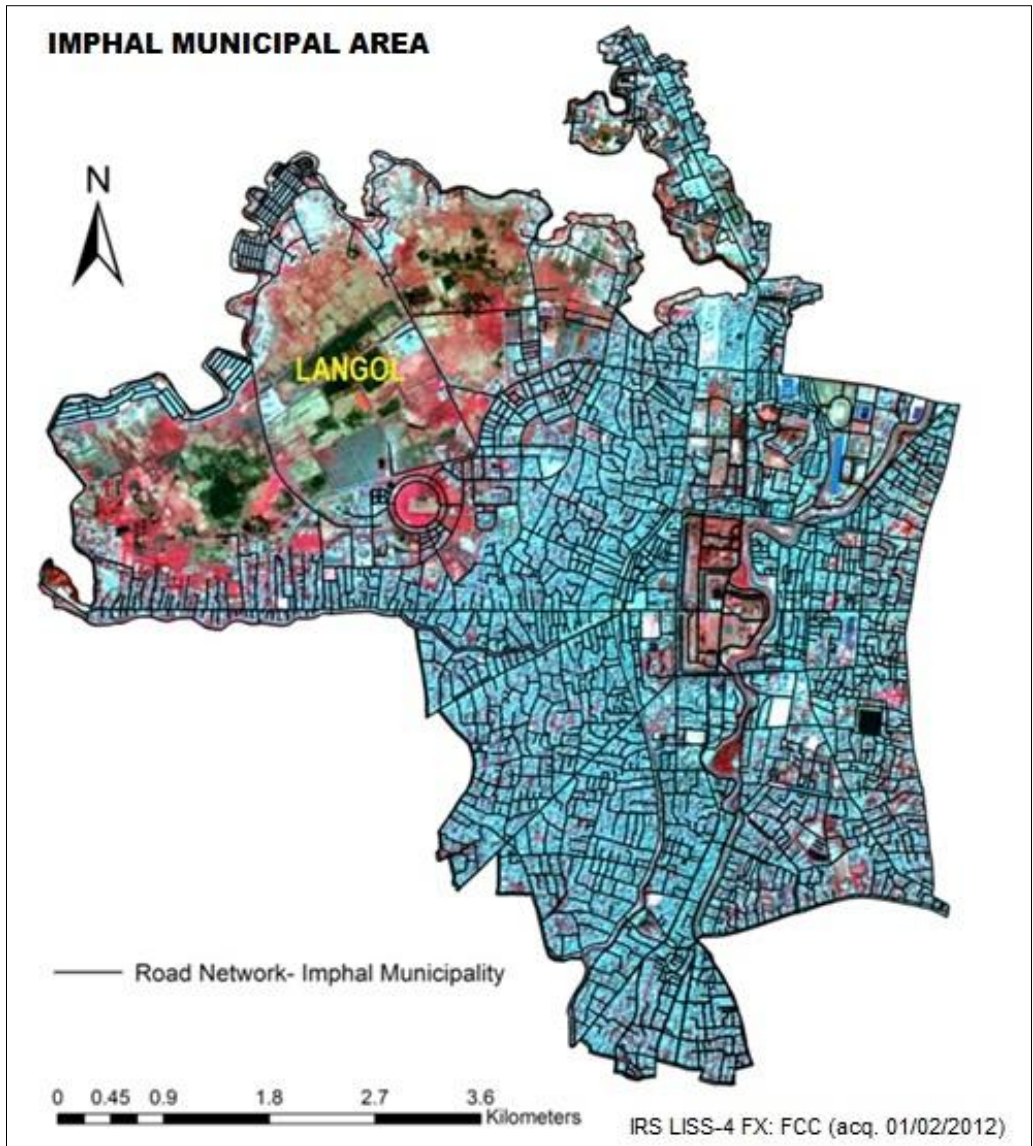 IMPHAL MUNICIPAL AREA
N
LANGOL
Road Network- Imphal Municipality
0 0.45 0.9 1.8 2.7 3.6
Kilometers
IRS LISS-4 FX: FCC (acq. 01/02/2012)